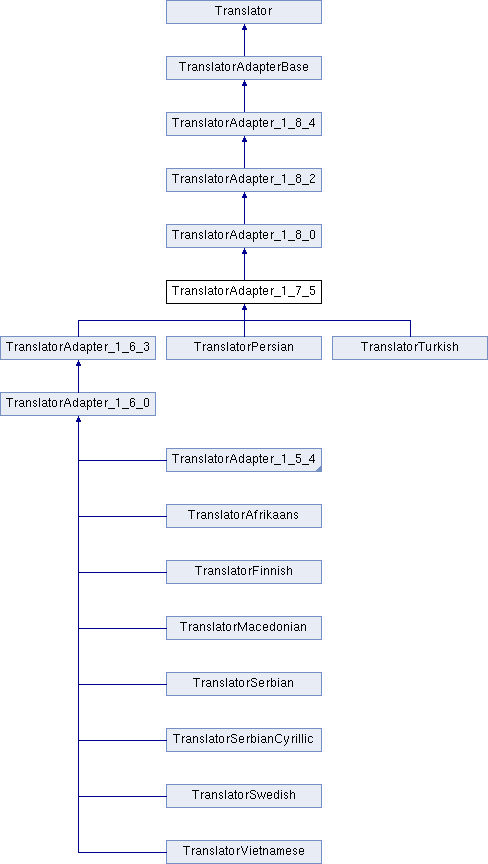 Translator
TranslatorAdapterBase
TranslatorAdapter_1_8_4
TranslatorAdapter_1_8_2
TranslatorAdapter_1_8_0
TranslatorAdapter_1_7_5
TranslatorAdapter_1_6_3
TranslatorPersian
TranslatorTurkish
TranslatorAdapter_1_6_0
TranslatorAdapter_1_5_4
TranslatorAfrikaans
TranslatorFinnish
TranslatorMacedonian
TranslatorSerbian
TranslatorSerbianCyrillic
TranslatorSwedish
TranslatorVietnamese